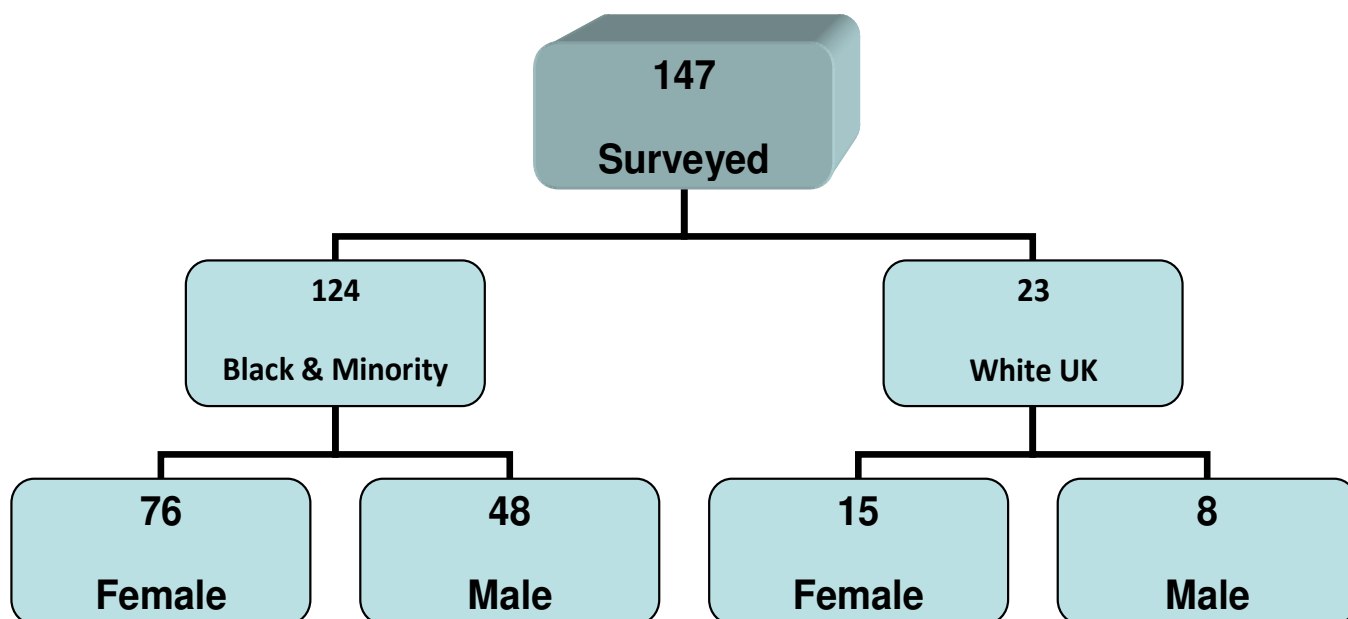 147
Surveyed
124
Black & Minority
23
White UK
76
Female
48
Male
15
Female
8
Male